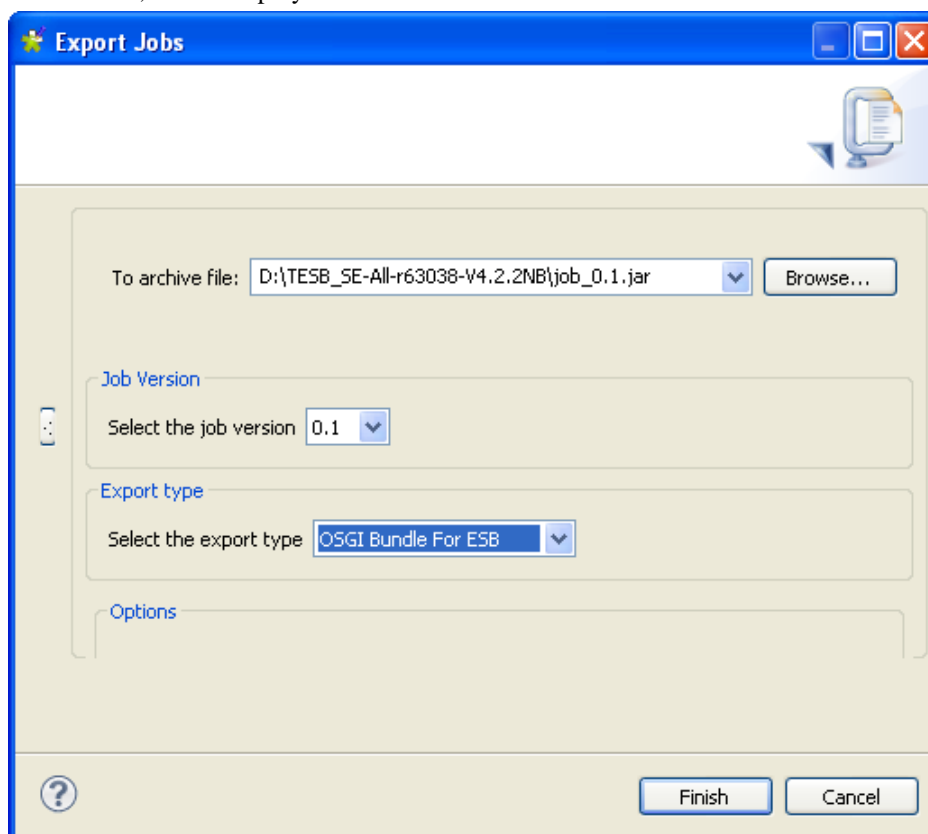 Export Jobs
To archive file: D:\TESB_SE-All-r63038-V4.2.2NB\job_0.1.jar Browse...
Job Version
Select the job version 0.1
Export type
Select the export type OSGI Bundle For ESB
Options
? Finish Cancel